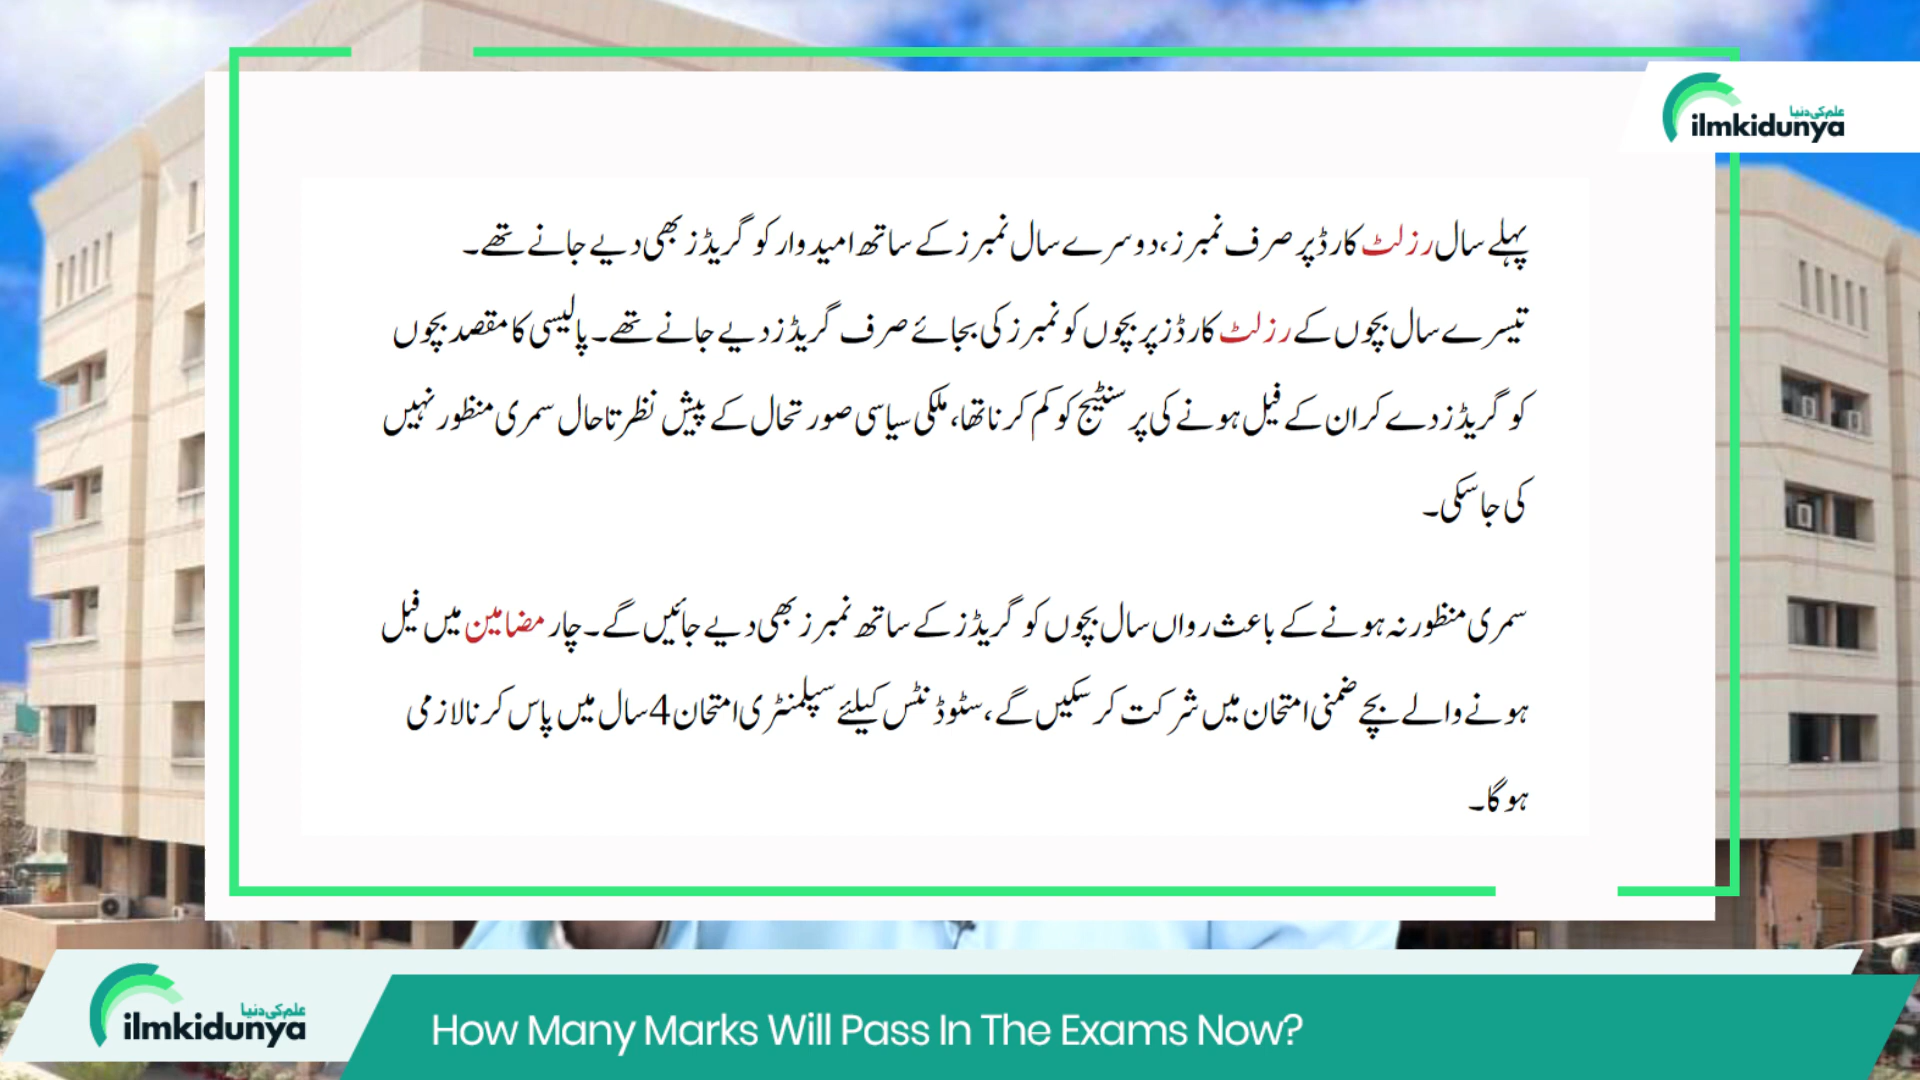 علم کی دنیا
ilmkidunya
پہلے سال رزلٹ کارڈ پر صرف نمبرز، دوسرے سال نمبرز کے ساتھ امیدوار کو گریڈز بھی دیے جانے تھے۔
تیسرے سال بچوں کے رزلٹ کارڈز پر بچوں کو نمبرز کی بجائے صرف گریڈز دیے جانے تھے۔ پالیسی کا مقصد بچوں
کو گریڈز دے کر ان کے فیل ہونے کی پرسنٹیج کو کم کرنا تھا، ملکی سیاسی صورتحال کے پیش نظر تاحال سمری منظور نہیں
کی جاسکی۔
سمری منظور نہ ہونے کے باعث رواں سال بچوں کو گریڈز کے ساتھ نمبرز بھی دیے جائیں گے۔ چار مضامین میں فیل
ہونے والے بچے ضمنی امتحان میں شرکت کر سکیں گے، سٹوڈنٹس کیلئے سپلمنٹری امتحان 4 سال میں پاس کرنا لازمی
ہو گا۔
علم کی دنیا
ilmkidunya
How Many Marks Will Pass In The Exams Now?